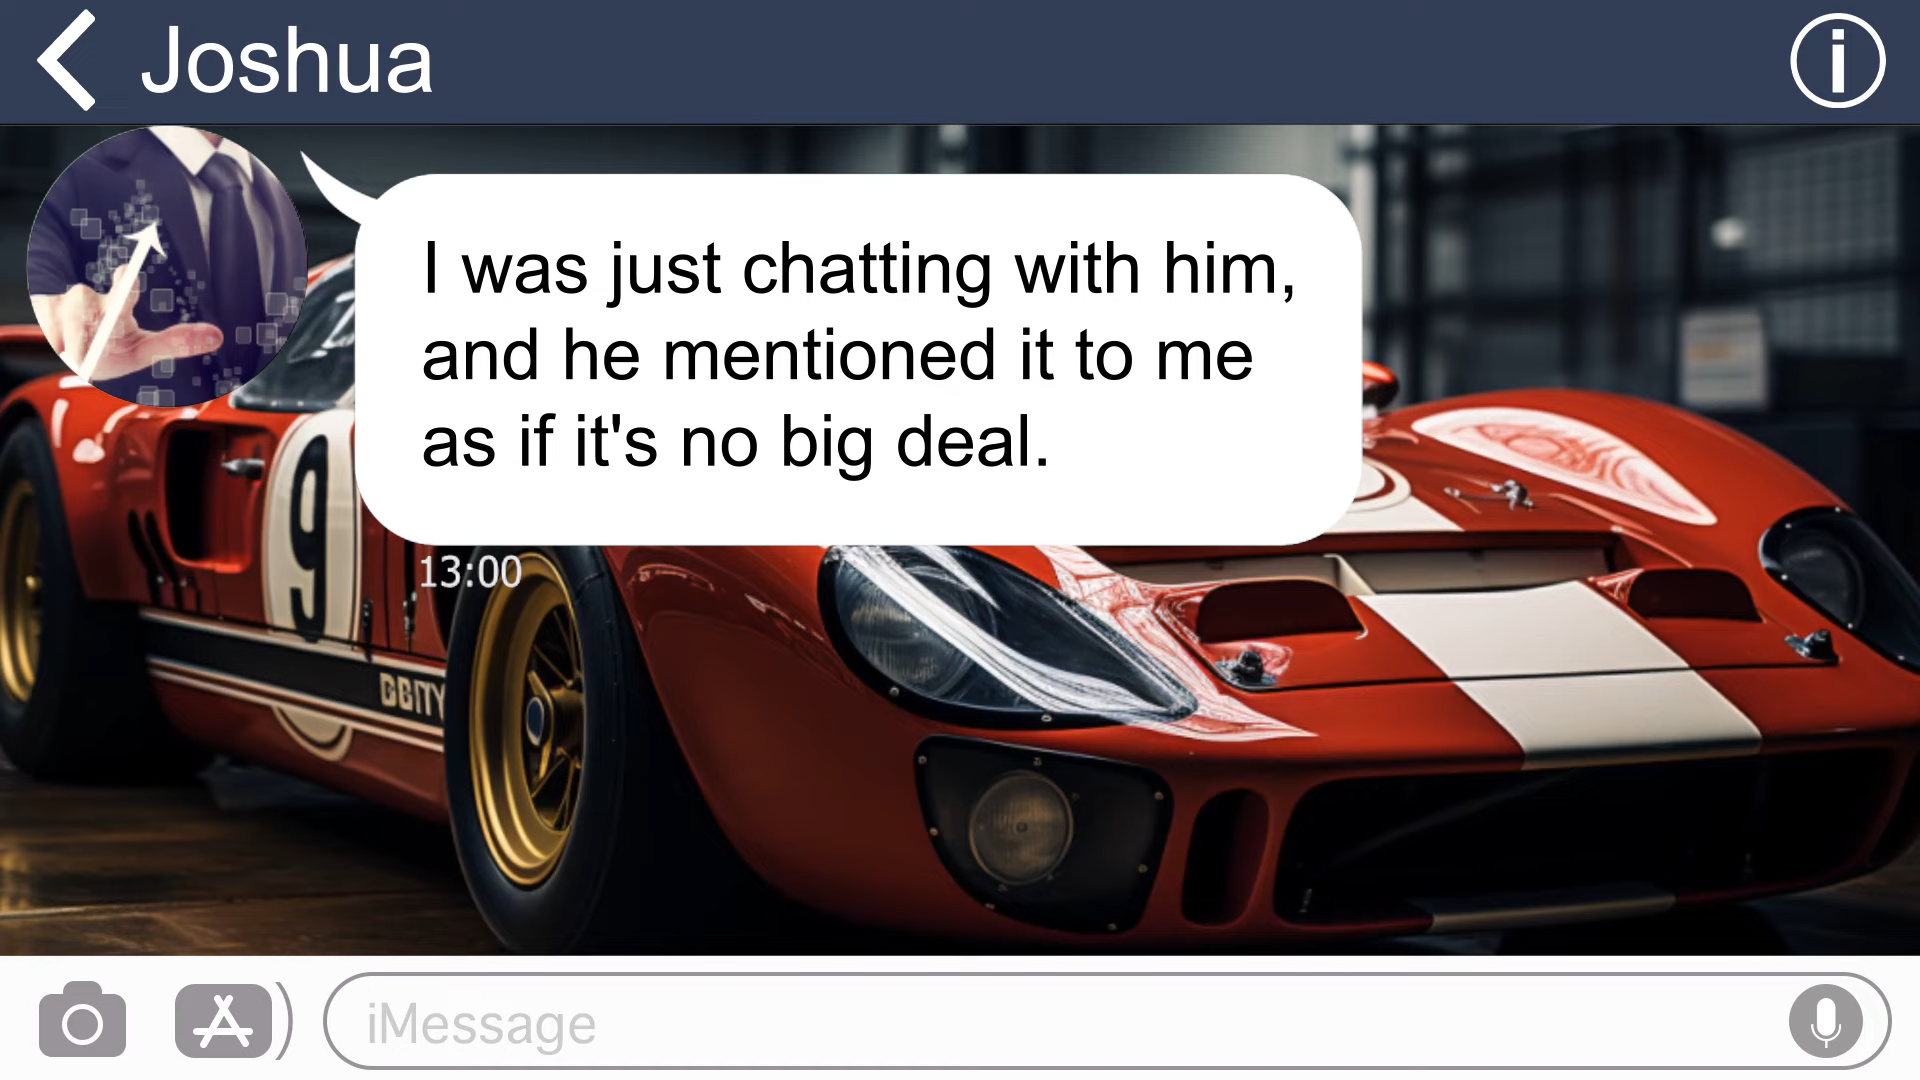 Joshua
I was just chatting with him,
and he mentioned it to me
as if it's no big deal.
13:00
9
iMessage